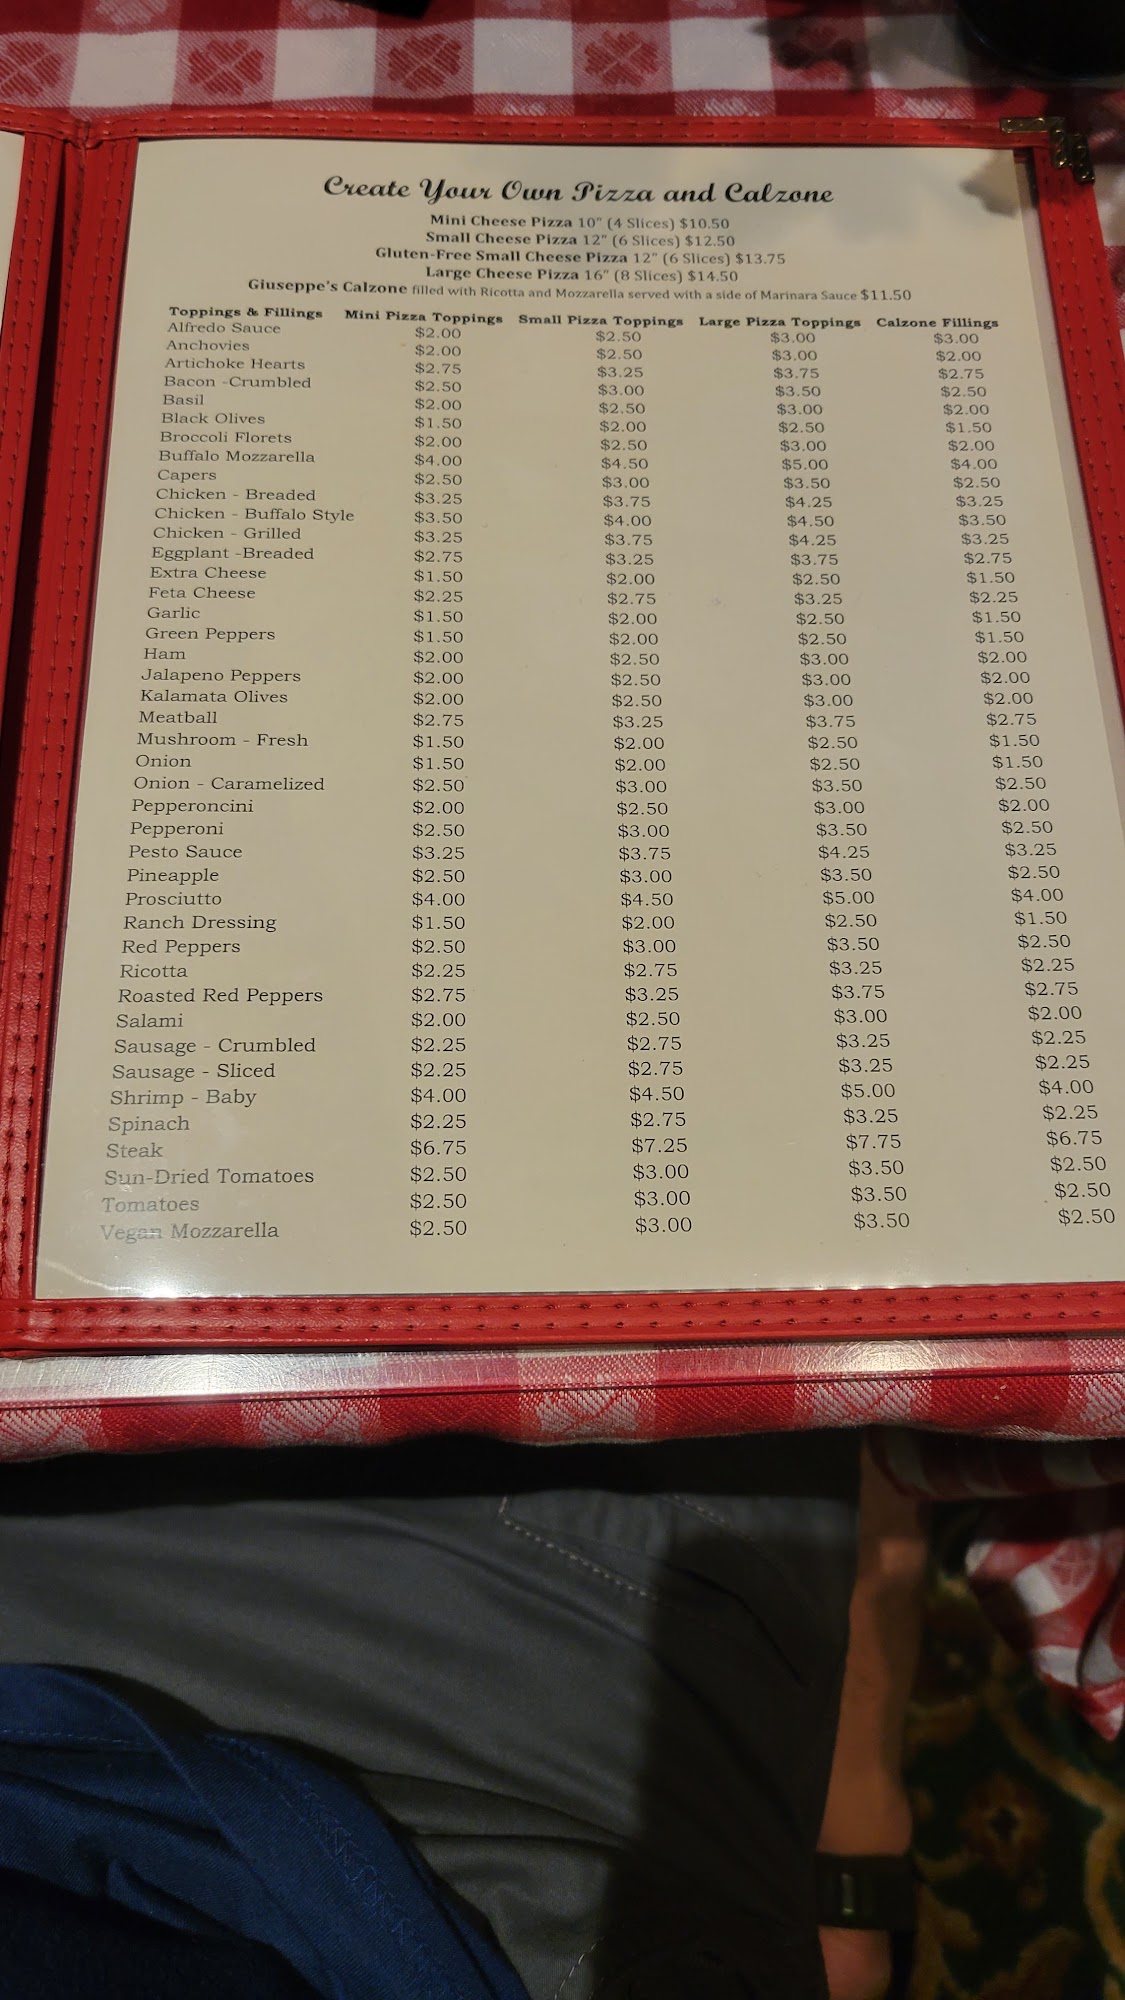 Create Your Own Pizza and Calzone
Mini Cheese Pizza 10" (4 Slices) $10.50
Small Cheese Pizza 12" (6 Slices) $12.50
Gluten-Free Small Cheese Pizza 12" (6 Slices) $13.75
Large Cheese Pizza 16" (8 Slices) $14.50
Giuseppe's Calzone filled with Ricotta and Mozzarella served with a side of Marinara Sauce $11.50
Toppings & Fillings Mini Pizza Toppings Small Pizza Toppings Large Pizza Toppings Calzone Fillings
Alfredo Sauce $2.00 $2.50 $3.00 $3.00
Anchovies $2.00 $2.50 $3.00 $2.00
Artichoke Hearts $2.75 $3.25 $3.75 $2.75
Bacon -Crumbled $2.50 $3.00 $3.50 $2.50
Basil $2.00 $2.50 $3.00 $2.00
Black Olives $1.50 $2.00 $2.50 $1.50
Broccoli Florets $2.00 $2.50 $3.00 $2.00
Buffalo Mozzarella $4.00 $4.50 $5.00 $4.00
Capers $2.50 $3.00 $3.50 $2.50
Chicken - Breaded $3.25 $3.75 $4.25 $3.25
Chicken - Buffalo Style $3.50 $4.00 $4.50 $3.50
Chicken - Grilled $3.25 $3.75 $4.25 $3.25
Eggplant -Breaded $2.75 $3.25 $3.75 $2.75
Extra Cheese $1.50 $2.00 $2.50 $1.50
Feta Cheese $2.25 $2.75 $3.25 $2.25
Garlic $1.50 $2.00 $2.50 $1.50
Green Peppers $1.50 $2.00 $2.50 $1.50
Ham $2.00 $2.50 $3.00 $2.00
Jalapeno Peppers $2.00 $2.50 $3.00 $2.00
Kalamata Olives $2.00 $2.50 $3.00 $2.00
Meatball $2.75 $3.25 $3.75 $2.75
Mushroom - Fresh $1.50 $2.00 $2.50 $1.50
Onion $1.50 $2.00 $2.50 $1.50
Onion - Caramelized $2.50 $3.00 $3.50 $2.50
Pepperoncini $2.00 $2.50 $3.00 $2.00
Pepperoni $2.50 $3.00 $3.50 $2.50
Pesto Sauce $3.25 $3.75 $4.25 $3.25
Pineapple $2.50 $3.00 $3.50 $2.50
Prosciutto $4.00 $4.50 $5.00 $4.00
Ranch Dressing $1.50 $2.00 $2.50 $1.50
Red Peppers $2.50 $3.00 $3.50 $2.50
Ricotta $2.25 $2.75 $3.25 $2.25
Roasted Red Peppers $2.75 $3.25 $3.75 $2.75
Salami $2.00 $2.50 $3.00 $2.00
Sausage - Crumbled $2.25 $2.75 $3.25 $2.25
Sausage - Sliced $2.25 $2.75 $3.25 $2.25
Shrimp - Baby $4.00 $4.50 $5.00 $4.00
Spinach $2.25 $2.75 $3.25 $2.25
Steak $6.75 $7.25 $7.75 $6.75
Sun-Dried Tomatoes $2.50 $3.00 $3.50 $2.50
Tomatoes $2.50 $3.00 $3.50 $2.50
Vegan Mozzarella $2.50 $3.00 $3.50 $2.50